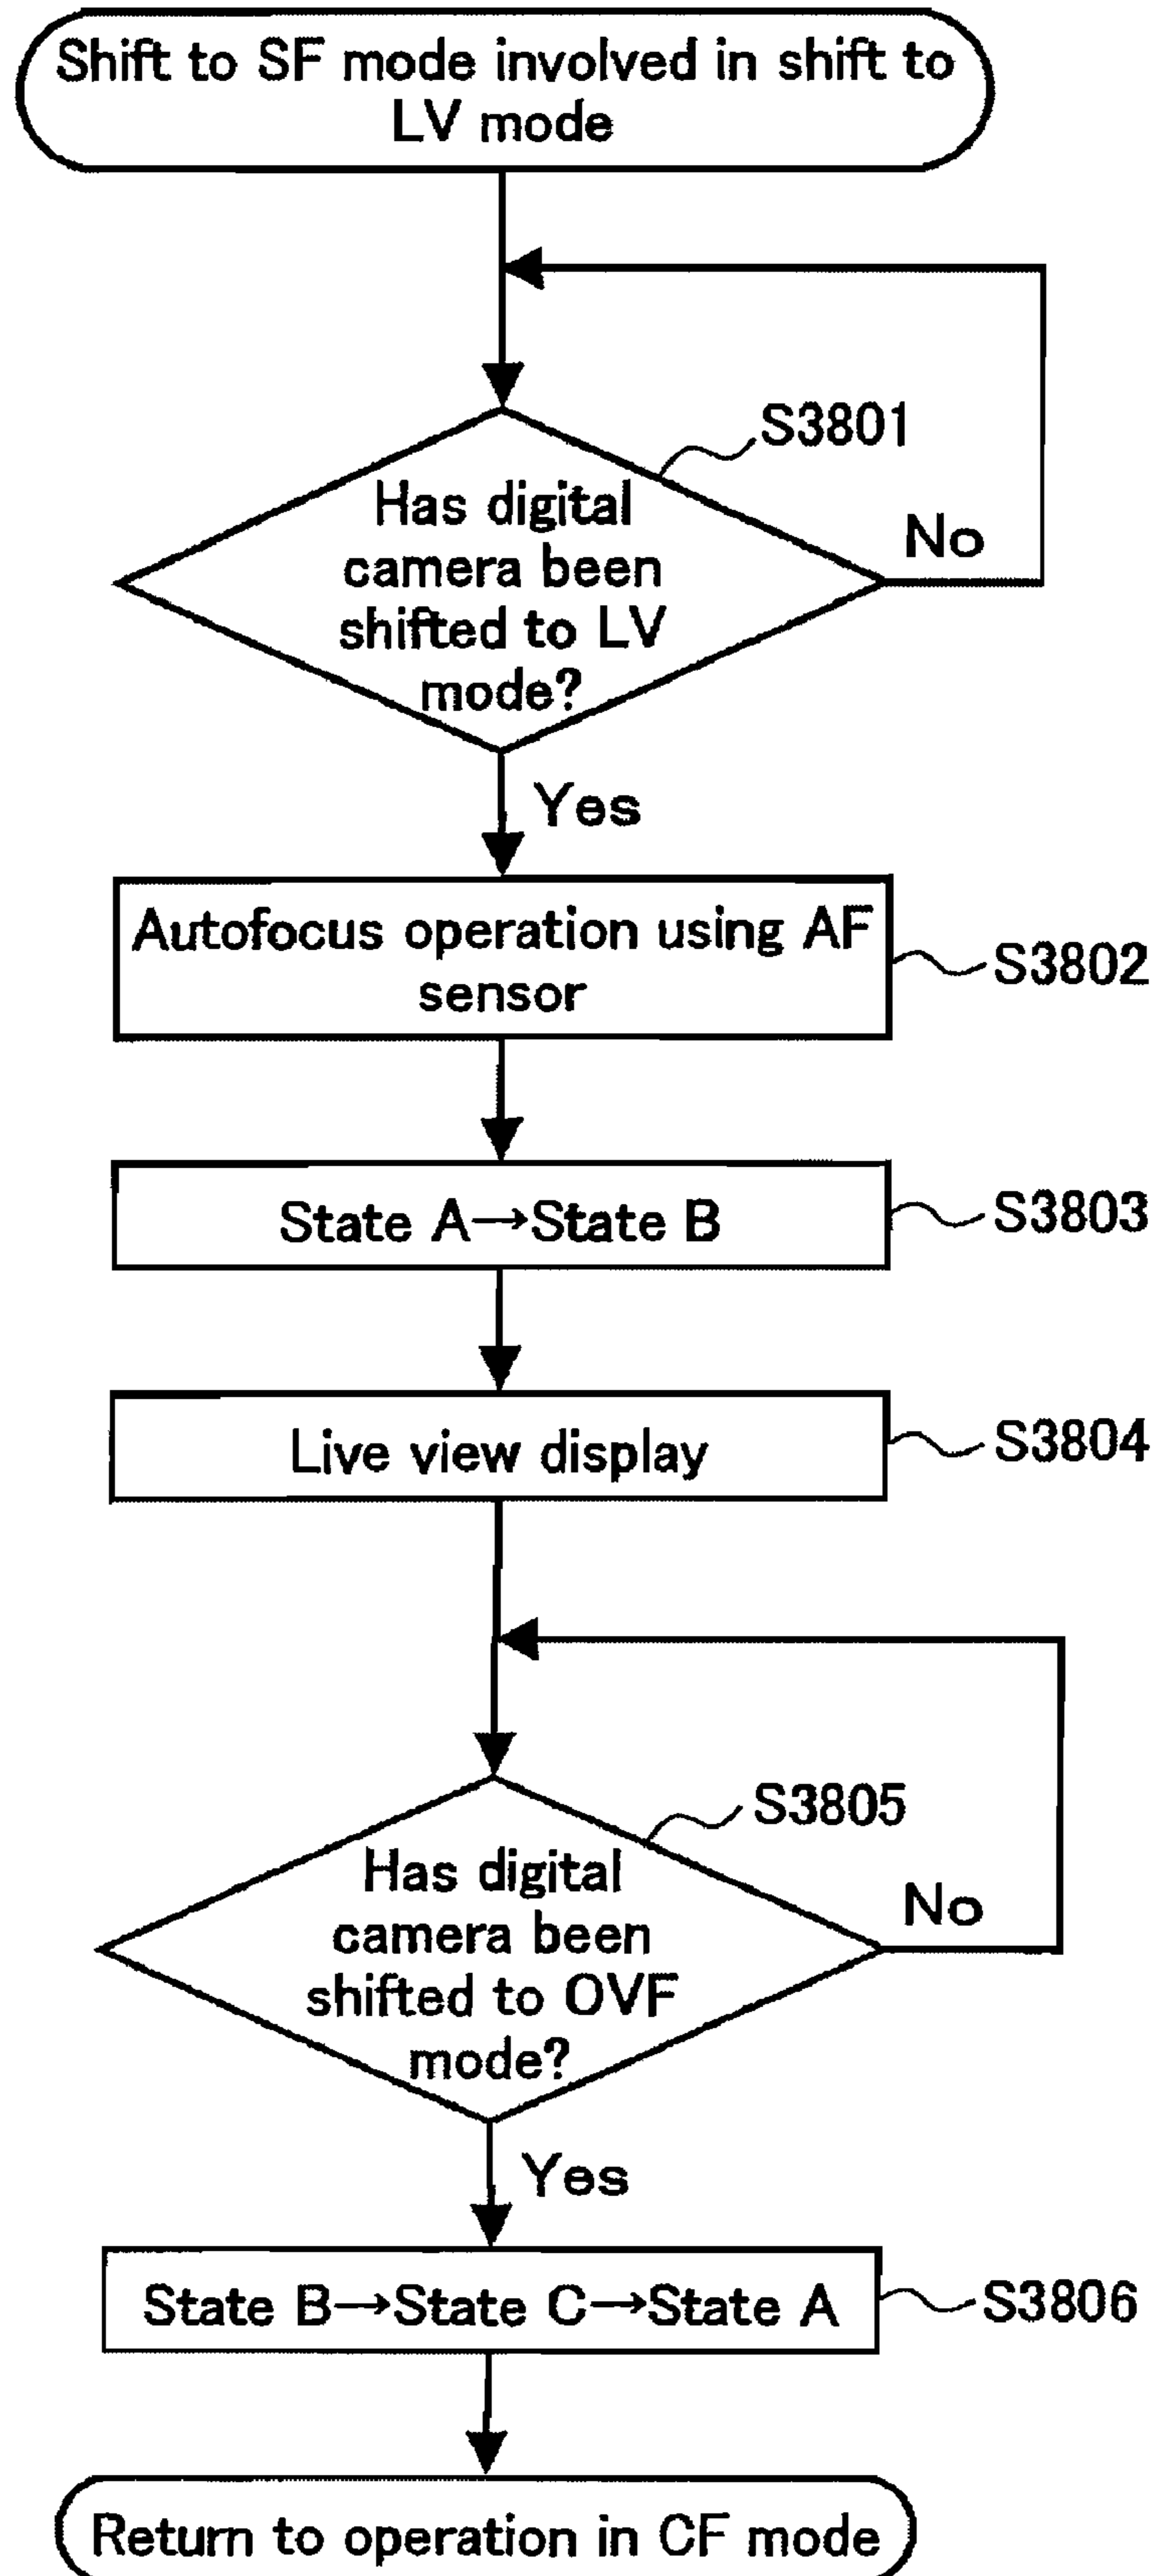 Shift to SF mode involved in shift to
LV mode
S3801
Has digital
camera been
shifted to LV
mode?
No
Yes
Autofocus operation using AF
sensor
S3802
State A→State B
S3803
Live view display
S3804
S3805
Has digital
camera been
shifted to OVF
mode?
No
Yes
State B→State C→State A
S3806
Return to operation in CF mode